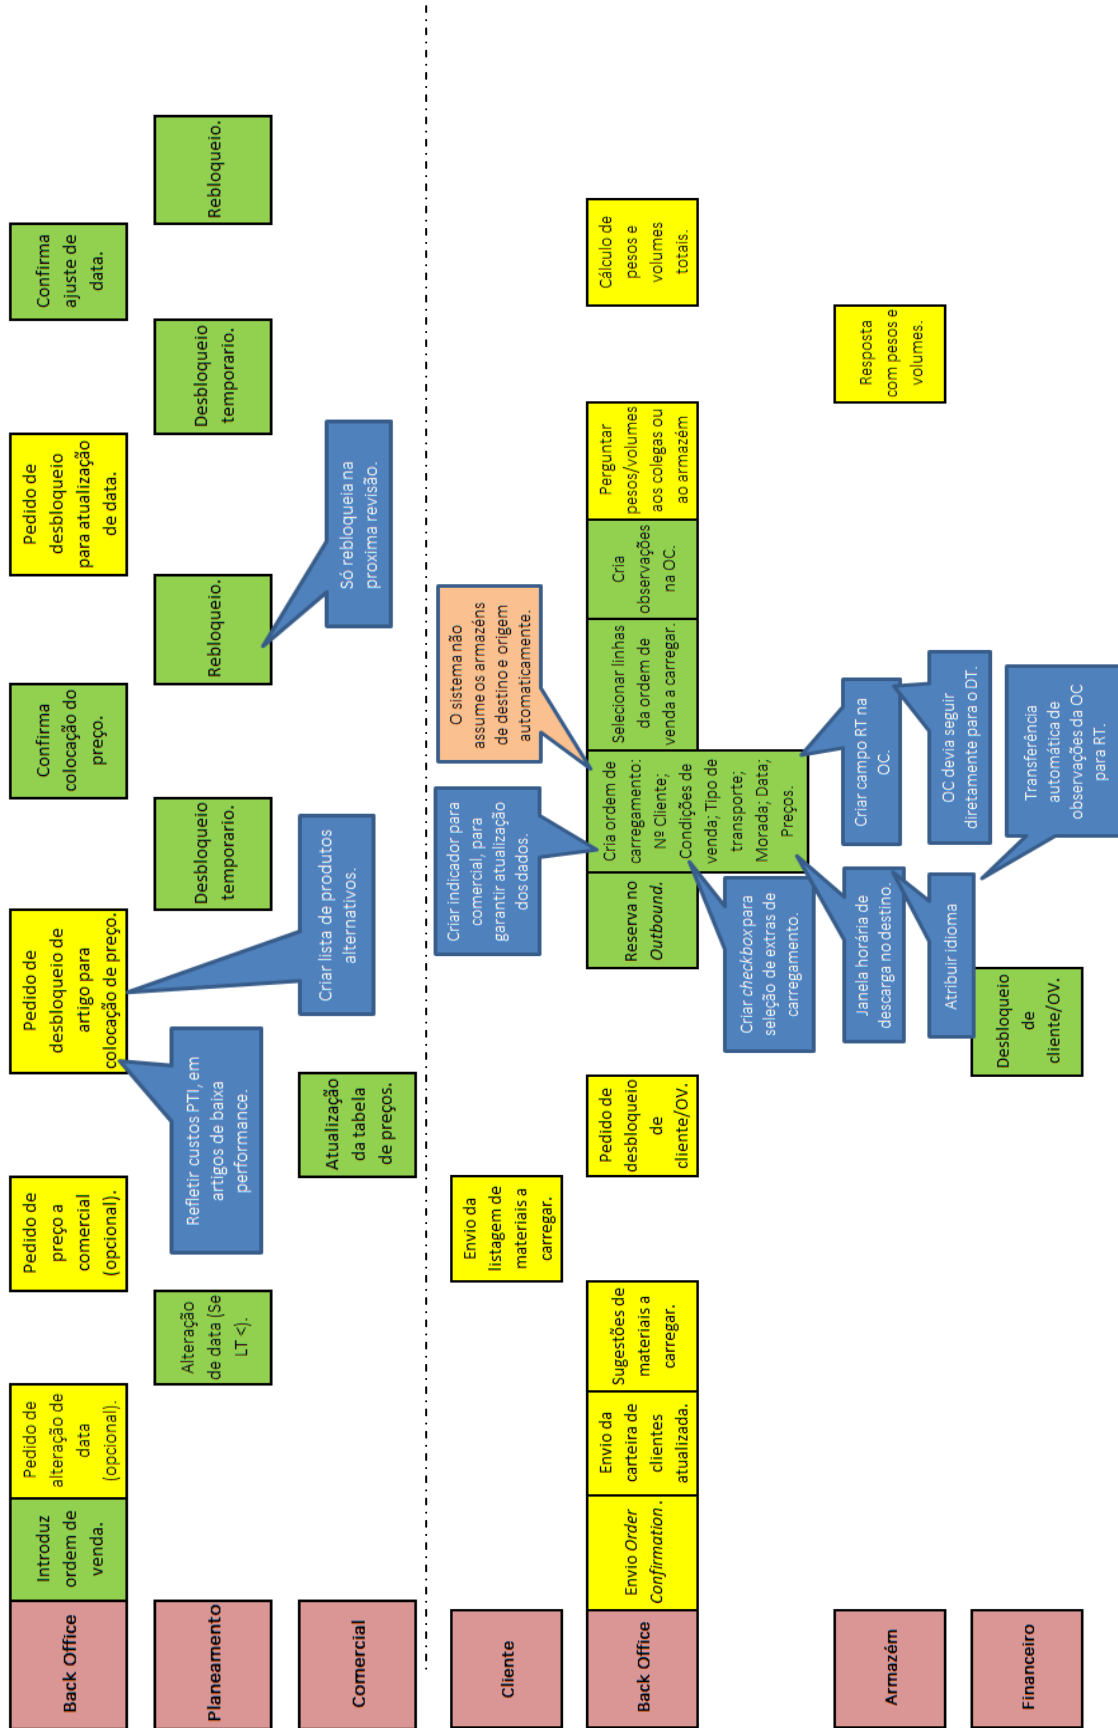 Back Office
Introduz
ordem de
venda.
Pedido de
alteração de
data
(opcional).
Pedido de
preço a
comercial
(opcional).
Pedido de
desbloqueio de
artigo para
colocação de preço.
Confirma
colocação do
preço.
Pedido de
desbloqueio
para atualização
de data.
Confirma
ajuste de
data.
Planeamento
Alteração
de data (Se
LT <).
Refletir custos PTI, em
artigos de baixa
performance.
Desbloqueio
temporario.
Rebloqueio.
Desbloqueio
temporario.
Rebloqueio.
Comercial
Atualização
da tabela
de preços.
Criar lista de produtos
alternativos.
Só rebloqueia na
proxima revisão.
Cliente
Envio da
listagem de
materiais a
carregar.
Criar indicador para
comercial, para
garantir atualização
dos dados.
O sistema não
assume os armazéns
de destino e origem
automaticamente.
Back Office
Envio Order
Confirmation.
Envio da
carteira de
clientes
atualizada.
Sugestões de
materiais a
carregar.
Pedido de
desbloqueio
de
cliente/OV.
Reserva no
Outbound.
Cria ordem de
carregamento:
Nº Cliente;
Condições de
venda; Tipo de
transporte;
Morada; Data;
Preços.
Selecionar linhas
da ordem de
venda a carregar.
Cria
observações
na OC.
Perguntar
pesos/volumes
aos colegas ou
ao armazém
Cálculo de
pesos e
volumes
totais.
Criar checkbox para
seleção de extras de
carregamento.
Armazém
Janela horária de
descarga no destino.
Criar campo RT na
OC.
Resposta
com pesos e
volumes.
Atribuir idioma
OC devia seguir
diretamente para o DT.
Financeiro
Desbloqueio
de
cliente/OV.
Transferência
automática de
observações da OC
para RT.